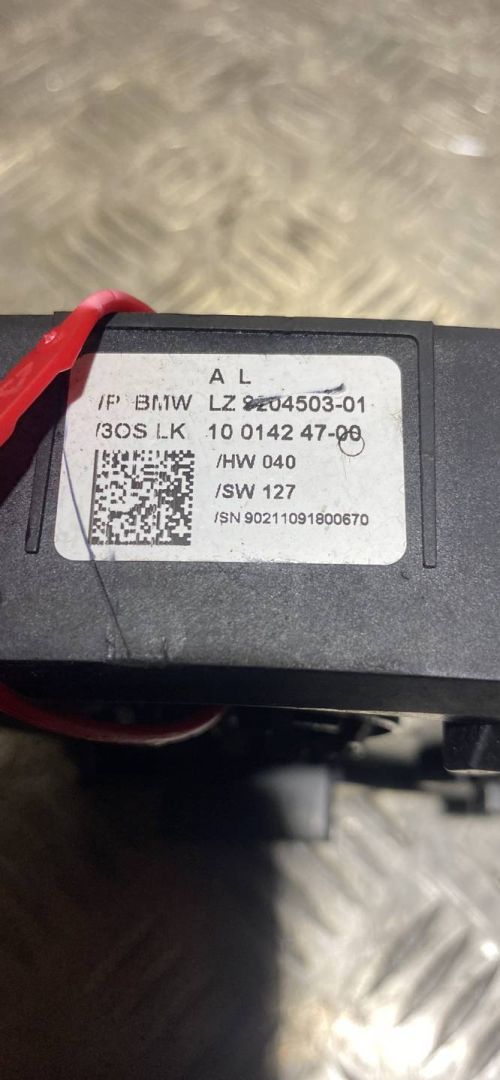 A L
/P BMW LZ 9204503-01
/3OS LK 10 0142 47-00
/HW 040
/SW 127
/SN 90211091800670